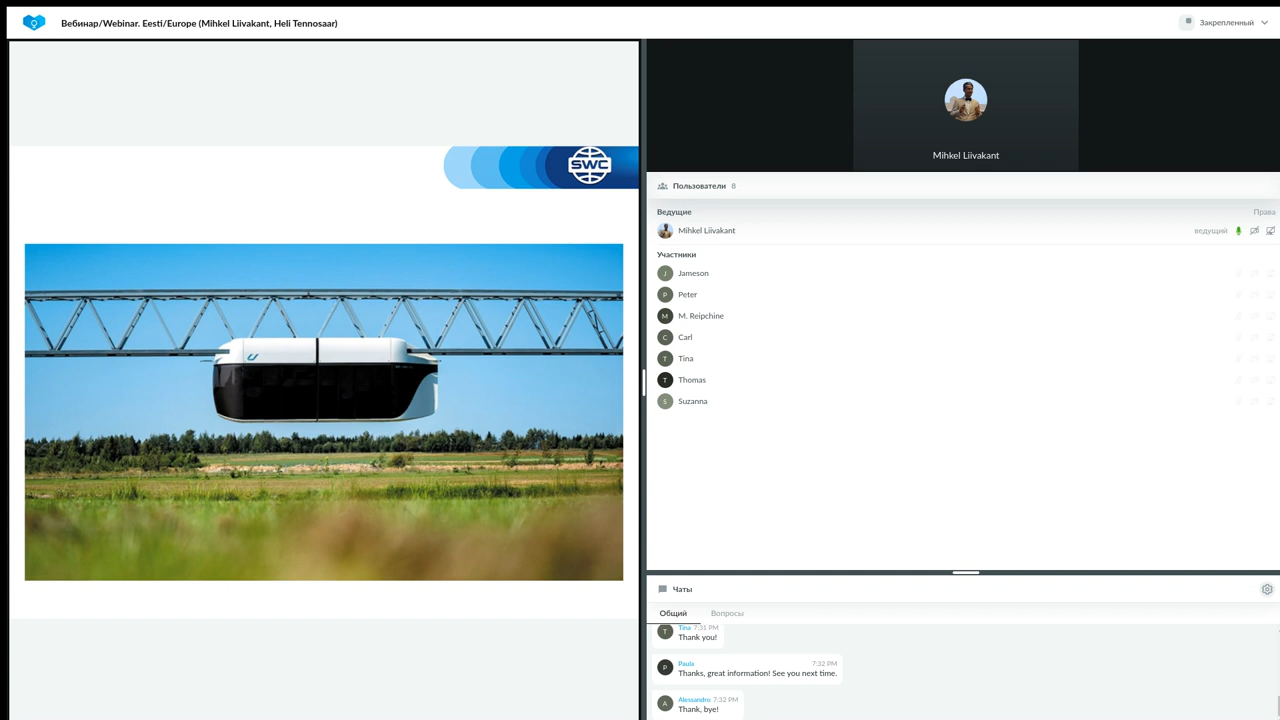 Вебинар/Webinar. Eesti/Europe (Mihkel Liivakant, Heli Tennosaar)
Закрепленный
SWC
Mihkel Liivakant
Пользователи 8
Ведущие Права
Mihkel Liivakant ведущий
Участники
J Jameson
P Peter
M M. Reipchine
C Carl
T Tina
T Thomas
S Suzanna
Чаты
Общий Вопросы
T Tina 7:31 PM
Thank you!
P Paula 7:32 PM
Thanks, great information! See you next time.
A Alessandro 7:32 PM
Thank, bye!